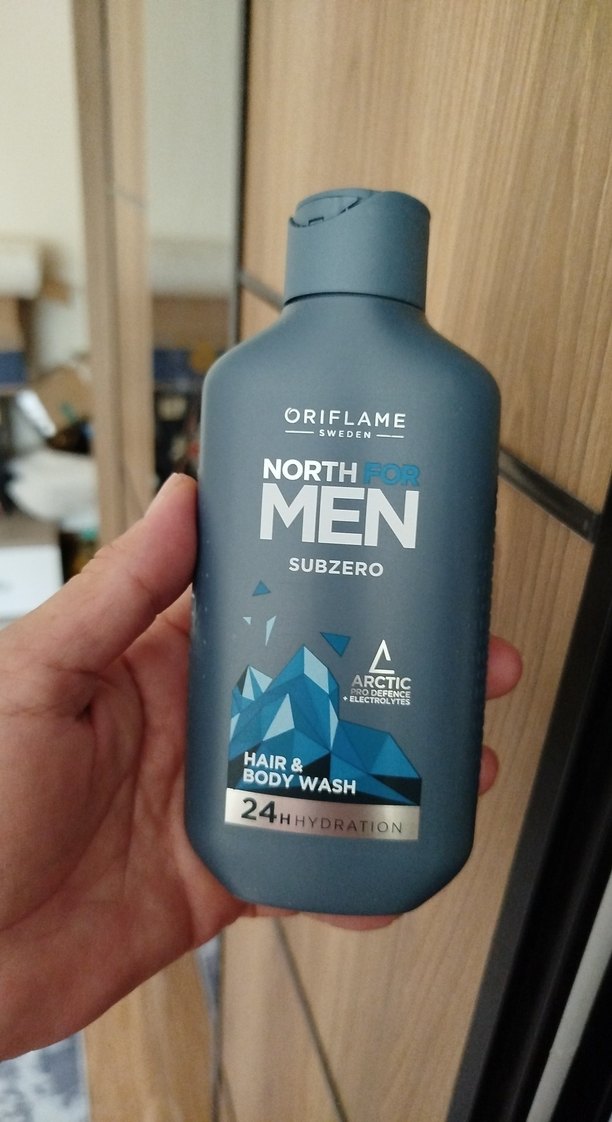 ORIFLAME
SWEDEN
NORTH FOR
MEN
SUBZERO
ARCTIC
PRO DEFENCE
+ ELECTROLYTES
HAIR &
BODY WASH
24H HYDRATION